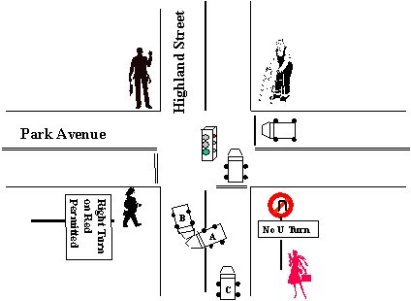 Highland Street
Park Avenue
Right Turn
on Red
Permitted
B
A
No U Turn
C